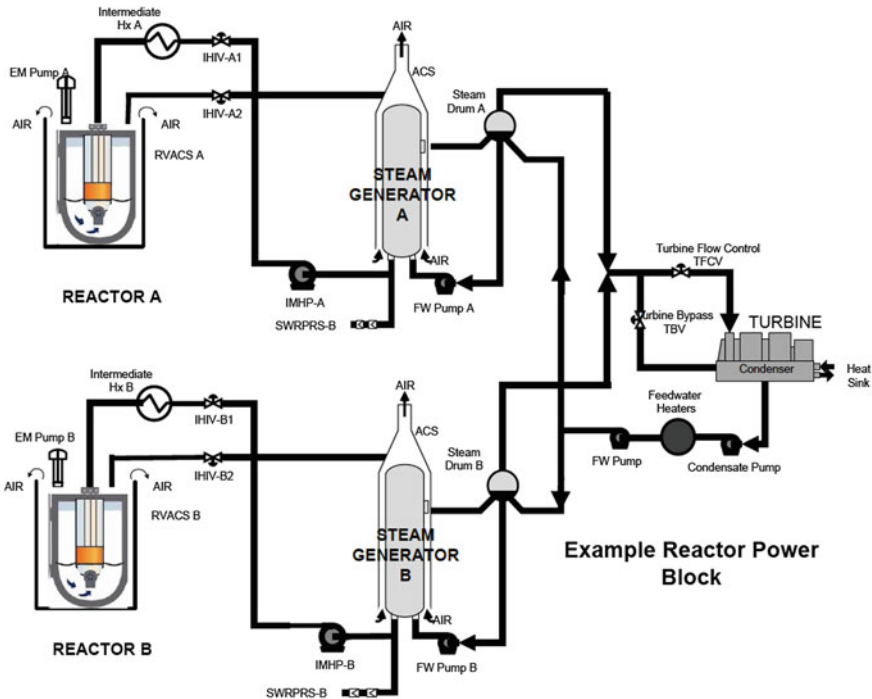 Intermediate
Hx A
AIR
IHIV-A1
ACS
EM Pump A
Steam
Drum A
IHIV-A2
AIR
AIR
RVACS A
STEAM
GENERATOR
A
Turbine Flow Control
TFCV
AIR
REACTOR A
IMHP-A
FW Pump A
Turbine Bypass
TBV
TURBINE
SWRPRS-B
Condenser
Heat
Sink
Intermediate
Hx B
AIR
Feedwater
Heaters
IHIV-B1
ACS
EM Pump B
Steam
Drum B
FW Pump
Condensate Pump
IHIV-B2
AIR
AIR
RVACS B
STEAM
GENERATOR
B
Example Reactor Power
Block
AIR
REACTOR B
IMHP-B
FW Pump B
SWRPRS-B